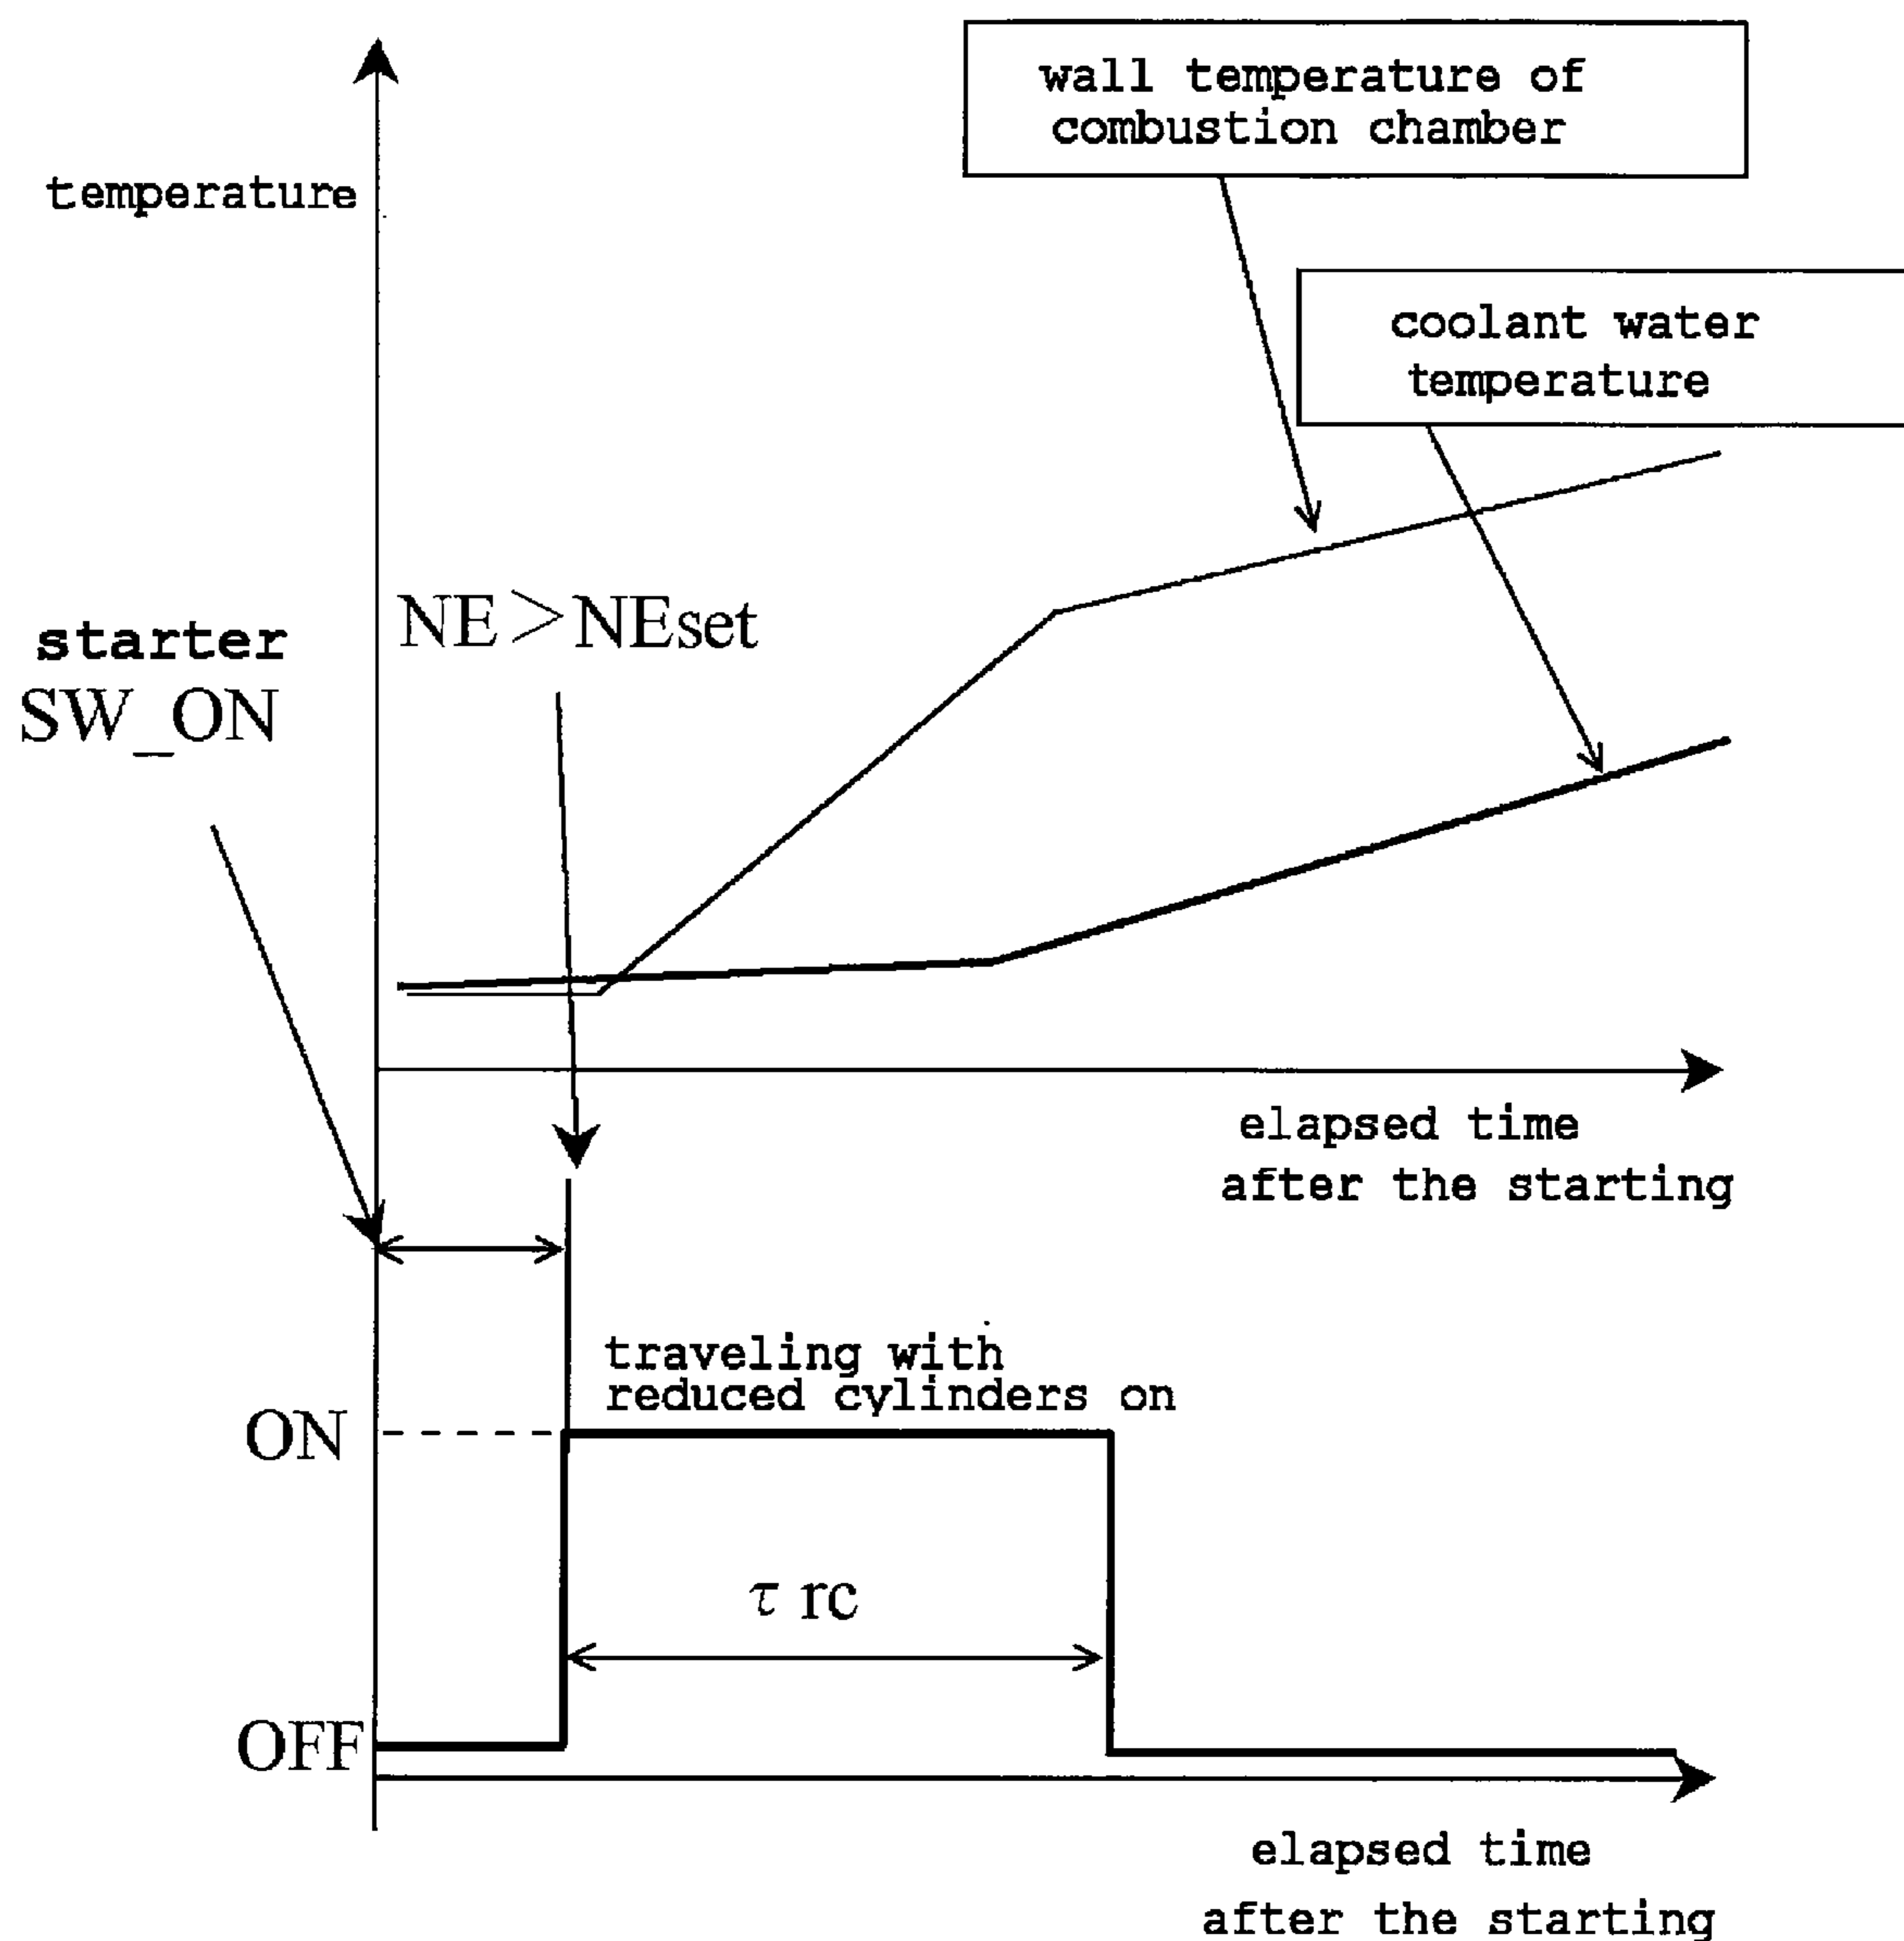 wall temperature of
combustion chamber
temperature
coolant water
temperature
NE>NEset
starter
SW_ON
elapsed time
after the starting
traveling with
reduced cylinders on
ON
τ rc
OFF
elapsed time
after the starting